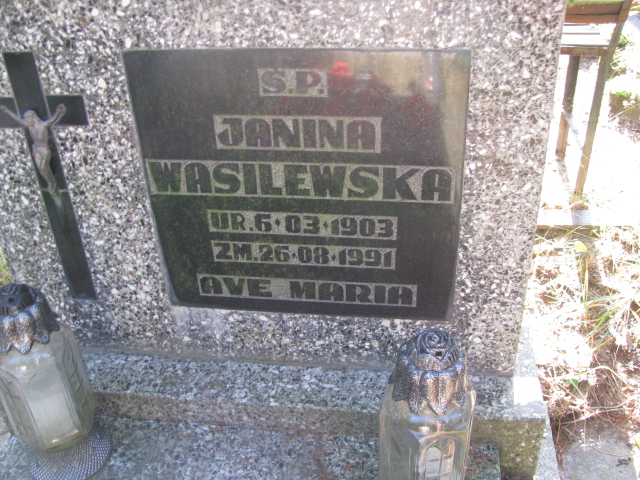 Ś.P.
JANINA
WASILEWSKA
UR.6·03·1903
ZM.26·08·1991
AVE MARIA